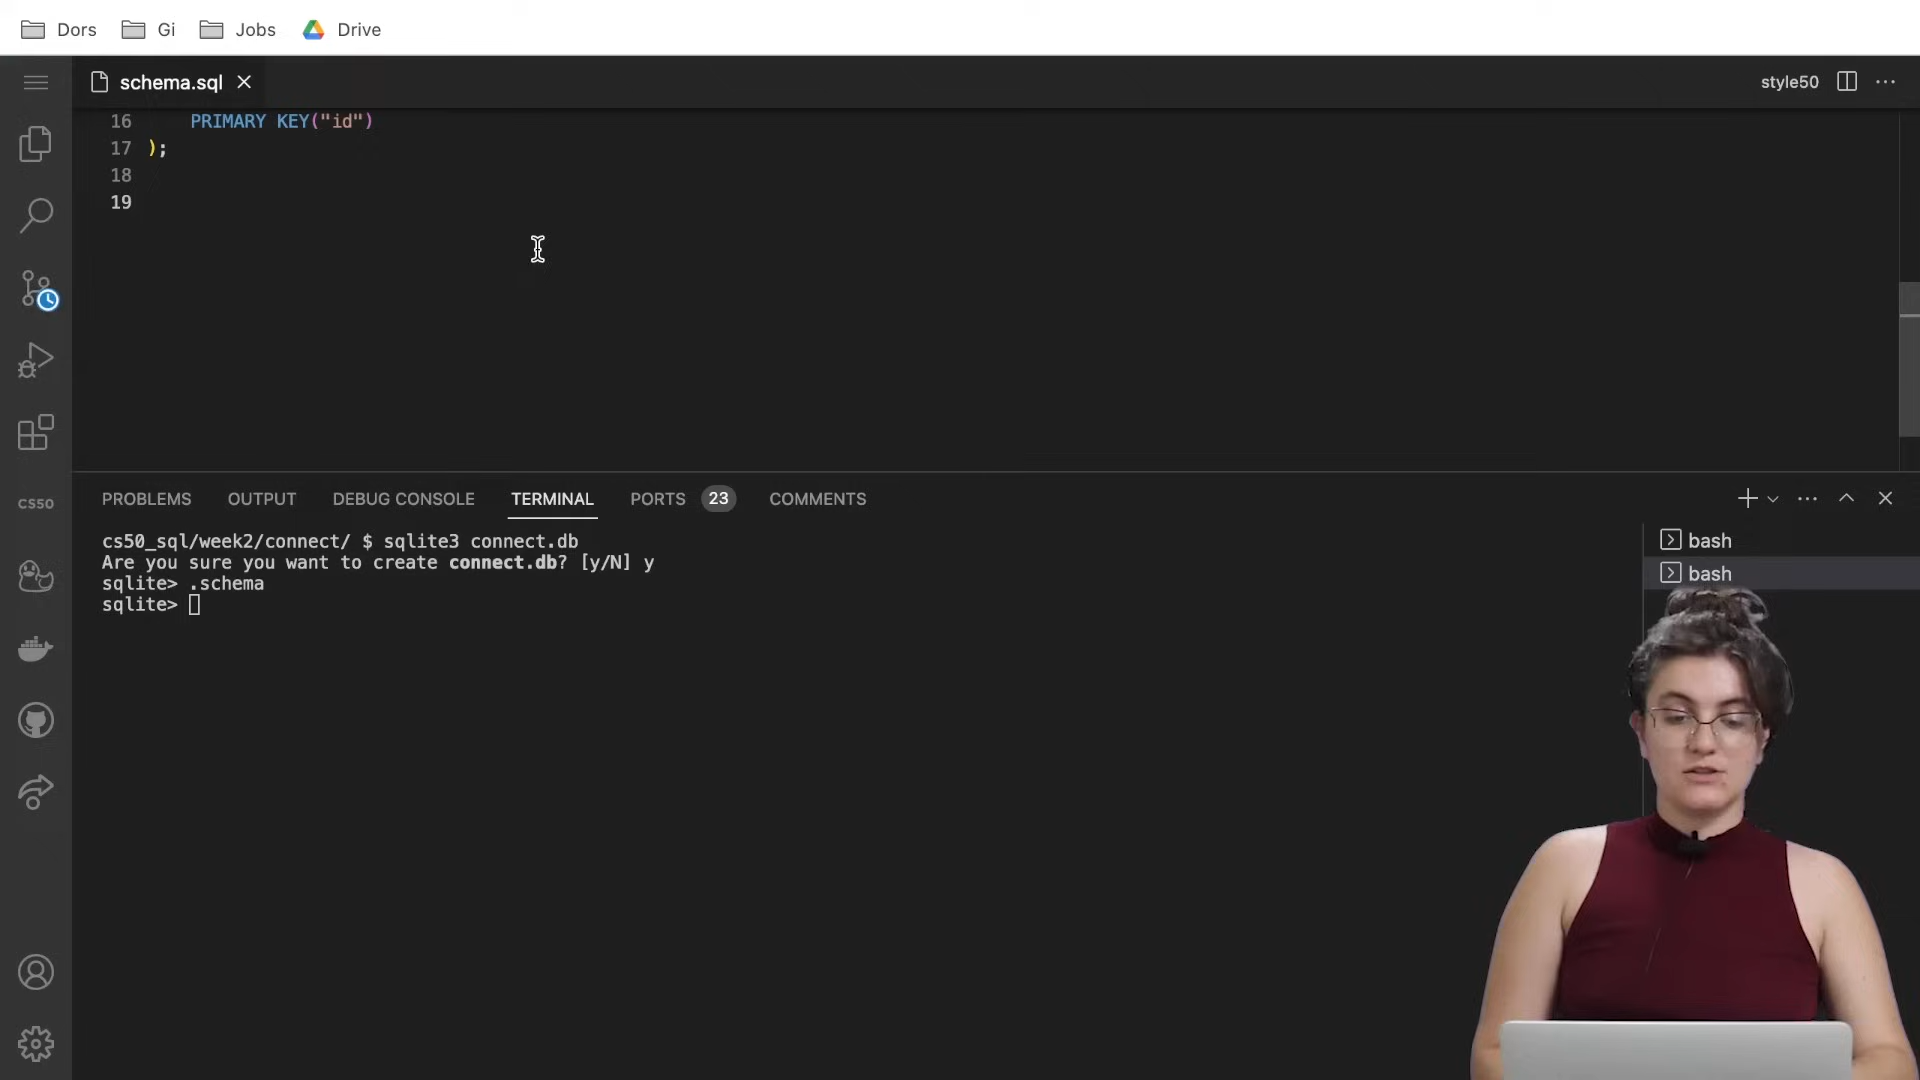 Dors Gi Jobs Drive
schema.sql
style50
16 PRIMARY KEY("id")
17 );
18
19
CS50
PROBLEMS OUTPUT DEBUG CONSOLE TERMINAL PORTS 23 COMMENTS
cs50_sql/week2/connect/ $ sqlite3 connect.db
Are you sure you want to create connect.db? [y/N] y
sqlite> .schema
sqlite>
bash
bash